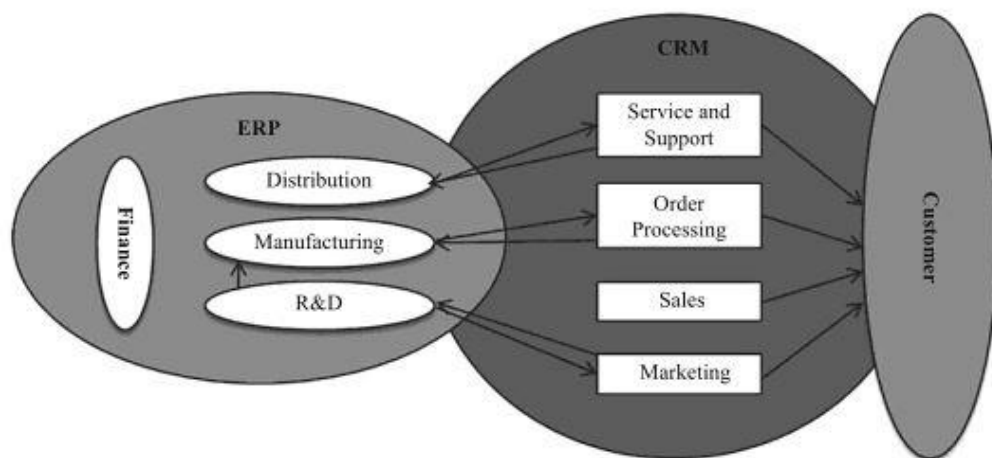 CRM
ERP
Finance
Distribution
Manufacturing
R&D
Service and
Support
Order
Processing
Sales
Marketing
Customer